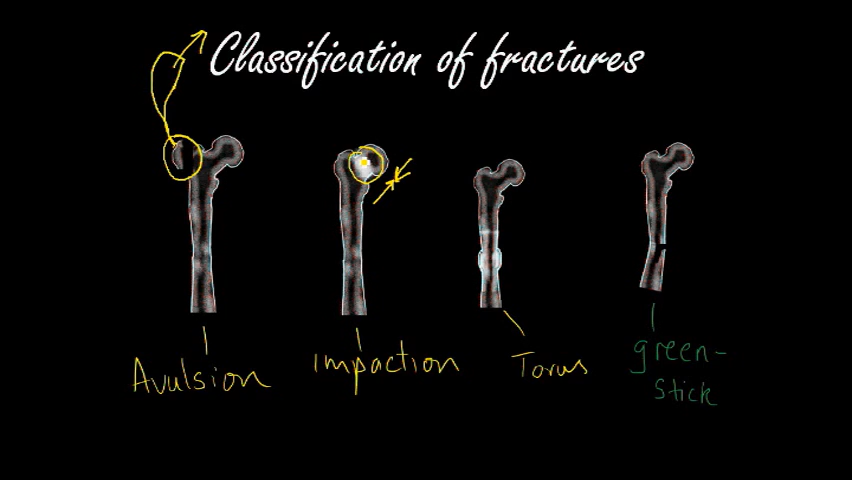 Classification of fractures
Avulsion
impaction
Torus
green-
stick